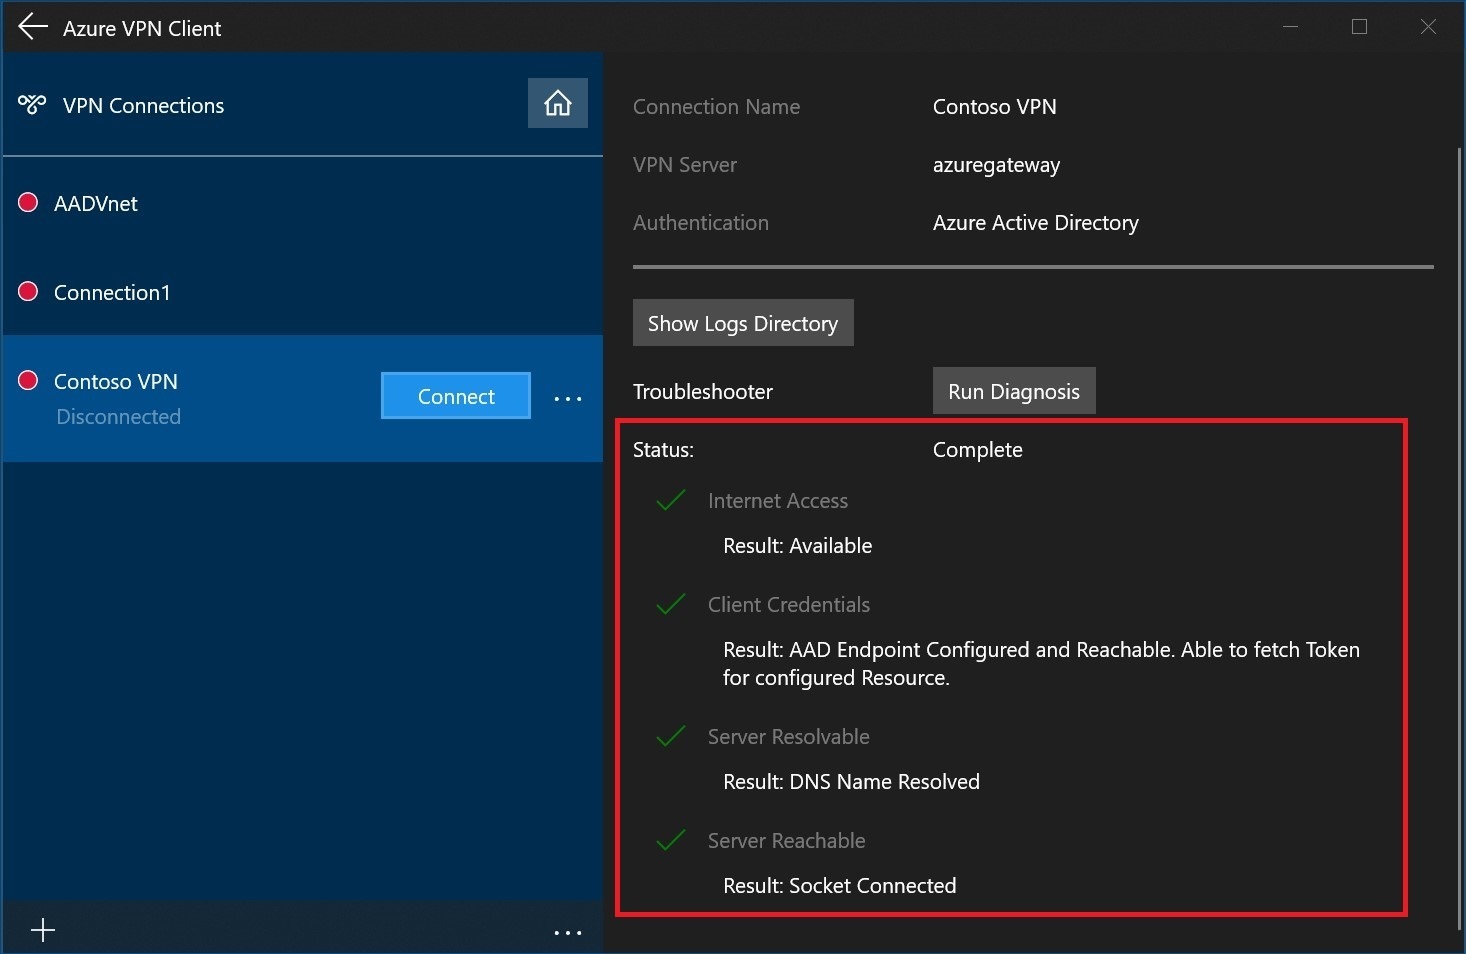 Azure VPN Client
VPN Connections
AADVnet
Connection1
Contoso VPN
Disconnected
Connect
Connection Name
Contoso VPN
VPN Server
azuregateway
Authentication
Azure Active Directory
Show Logs Directory
Troubleshooter
Run Diagnosis
Status:
Complete
Internet Access
Result: Available
Client Credentials
Result: AAD Endpoint Configured and Reachable. Able to fetch Token
for configured Resource.
Server Resolvable
Result: DNS Name Resolved
Server Reachable
Result: Socket Connected